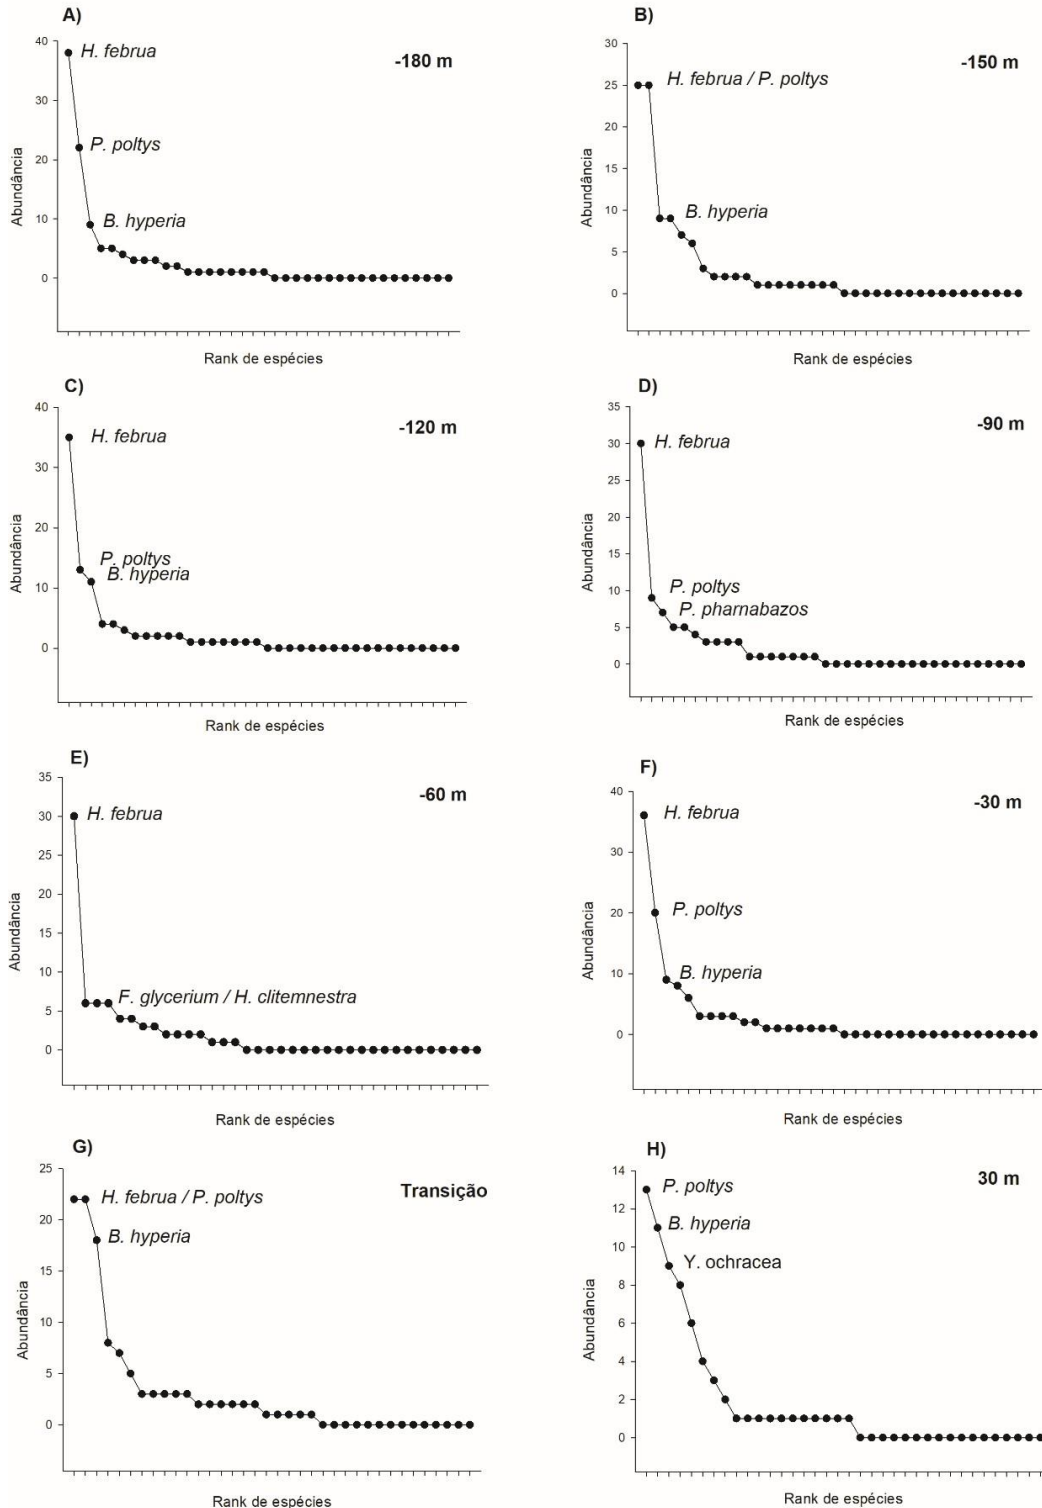 A)
-180 m
40
30
20
10
0
Abundância
H. februa
P. poltys
B. hyperia
Rank de espécies
B)
-150 m
30
25
20
15
10
5
0
Abundância
H. februa / P. poltys
B. hyperia
Rank de espécies
C)
-120 m
40
30
20
10
0
Abundância
H. februa
P. poltys
B. hyperia
Rank de espécies
D)
-90 m
35
30
25
20
15
10
5
0
Abundância
H. februa
P. poltys
P. pharnabazos
Rank de espécies
E)
-60 m
35
30
25
20
15
10
5
0
Abundância
H. februa
F. glycerium / H. clitemnestra
Rank de espécies
F)
-30 m
40
30
20
10
0
Abundância
H. februa
P. poltys
B. hyperia
Rank de espécies
G)
Transição
25
20
15
10
5
0
Abundância
H. februa / P. poltys
B. hyperia
Rank de espécies
H)
30 m
14
12
10
8
6
4
2
0
Abundância
P. poltys
B. hyperia
Y. ochracea
Rank de espécies